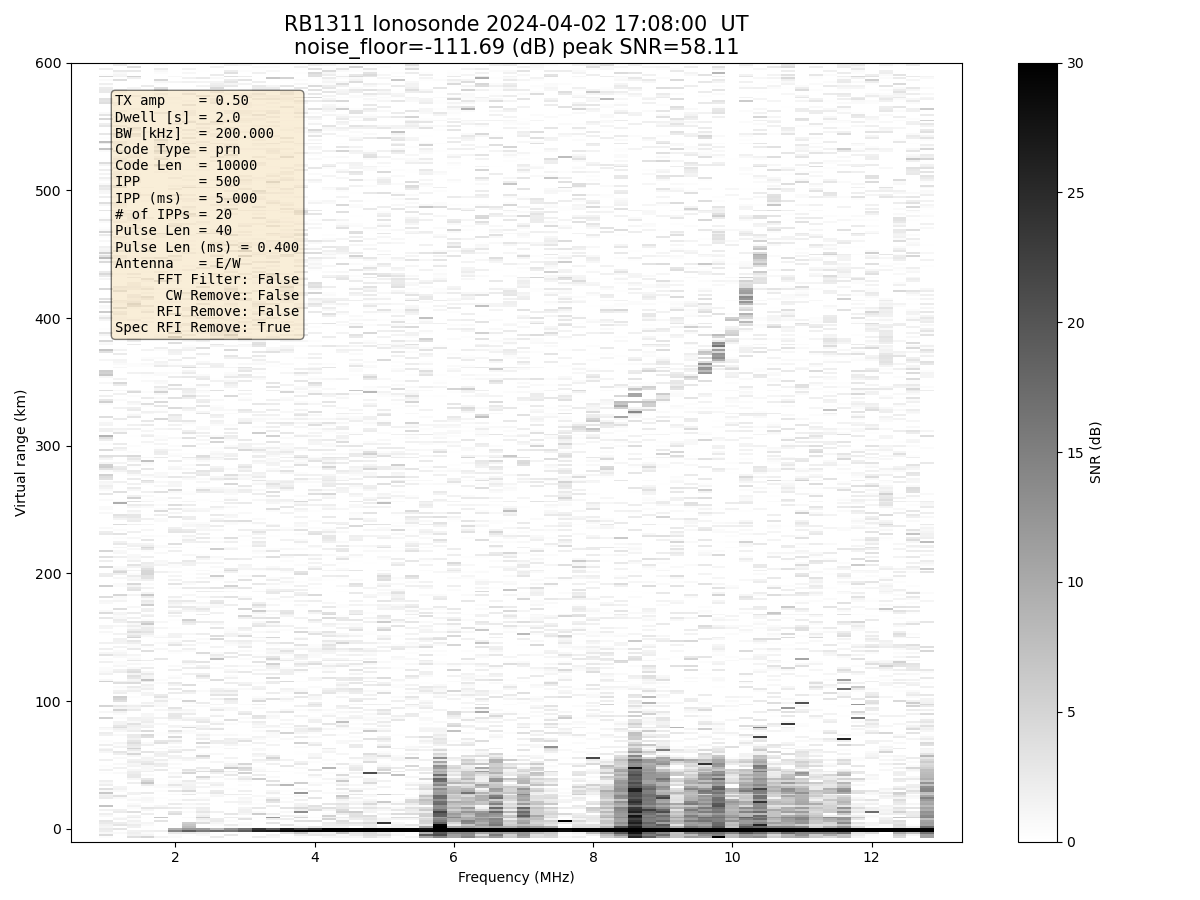 RB1311 Ionosonde 2024-04-02 17:08:00 UT
noise_floor=-111.69 (dB) peak SNR=58.11
TX amp = 0.50
Dwell [s] = 2.0
BW [kHz] = 200.000
Code Type = prn
Code Len = 10000
IPP = 500
IPP (ms) = 5.000
# of IPPs = 20
Pulse Len = 40
Pulse Len (ms) = 0.400
Antenna = E/W
FFT Filter: False
CW Remove: False
RFI Remove: False
Spec RFI Remove: True
600
500
400
300
200
100
0
Virtual range (km)
2 4 6 8 10 12
Frequency (MHz)
30
25
20
15
10
5
0
SNR (dB)